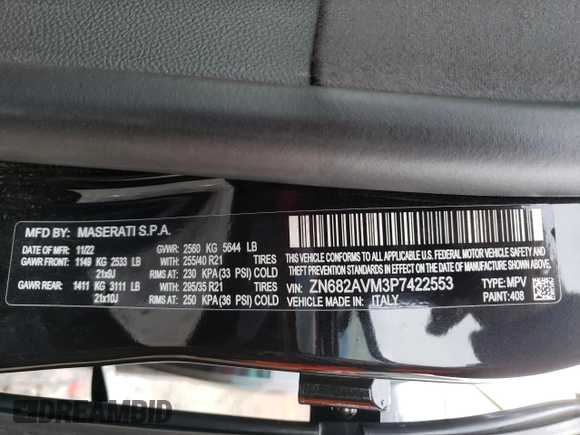 MFD BY: MASERATI S.P.A.
DATE OF MFR: 11/22 GVWR: 2560 KG 5644 LB
GAWR FRONT: 1149 KG 2533 LB TIRES: 255/40 R21
21x9J RIMS AT: 230 KPA(33 PSI) COLD
GAWR REAR: 1411 KG 3111 LB TIRES: 295/35 R21
21x10J RIMS AT: 250 KPA(36 PSI) COLD
THIS VEHICLE CONFORMS TO ALL APPLICABLE U.S. FEDERAL MOTOR VEHICLE SAFETY
AND THEFT PREVENTION STANDARDS IN EFFECT ON THE DATE OF MANUFACTURE SHOWN ABOVE.
VIN: ZN682AVM3P7422553 TYPE: MPV
VEHICLE MADE IN: ITALY PAINT: 408
DREAMBID